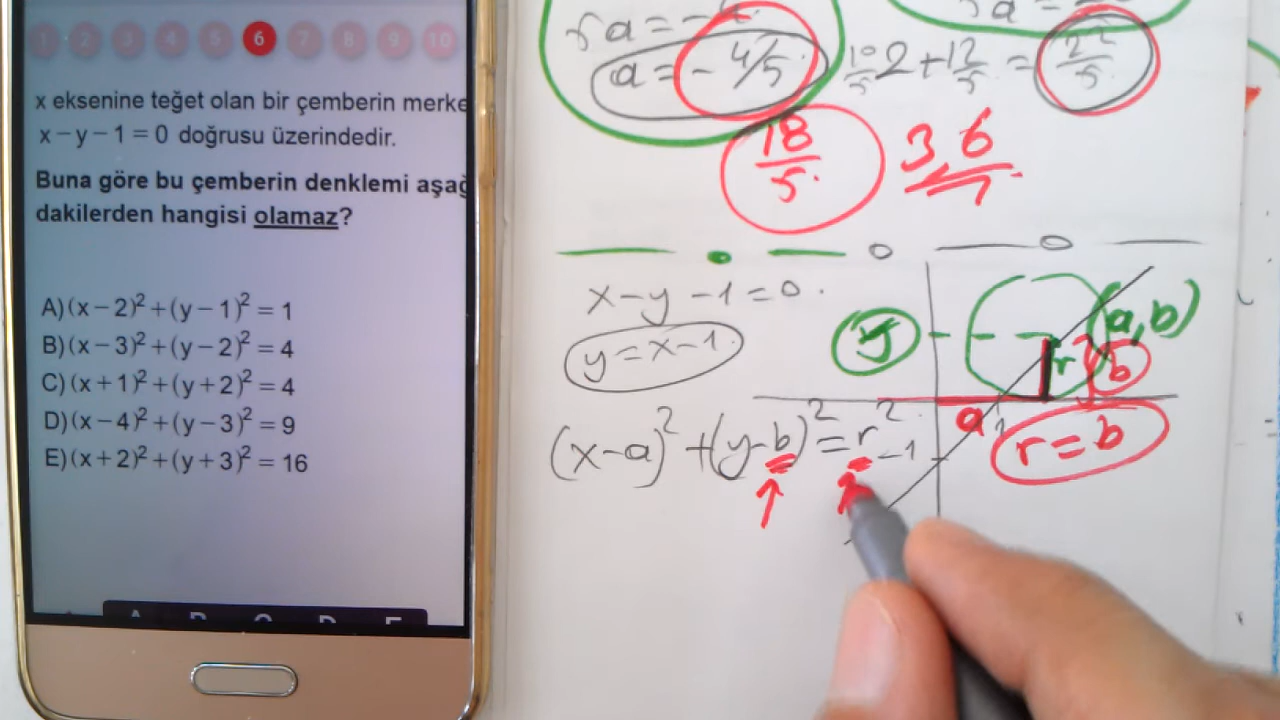 1 2 3 4 5 6 7 8 9 10
x eksenine teğet olan bir çemberin merke
x – y – 1 = 0 doğrusu üzerindedir.
Buna göre bu çemberin denklemi aşağ
dakilerden hangisi olamaz?
A) (x – 2)² + (y – 1)² = 1
B) (x – 3)² + (y – 2)² = 4
C) (x + 1)² + (y + 2)² = 4
D) (x – 4)² + (y – 3)² = 9
E) (x + 2)² + (y + 3)² = 16
a = - 4/5
2 + 12/5 = 22/5
18/5 3,6
x - y - 1 = 0.
y = x - 1
(a, b)
r b
a 1
-1
r = b
(x - a)² + (y - b)² = r²